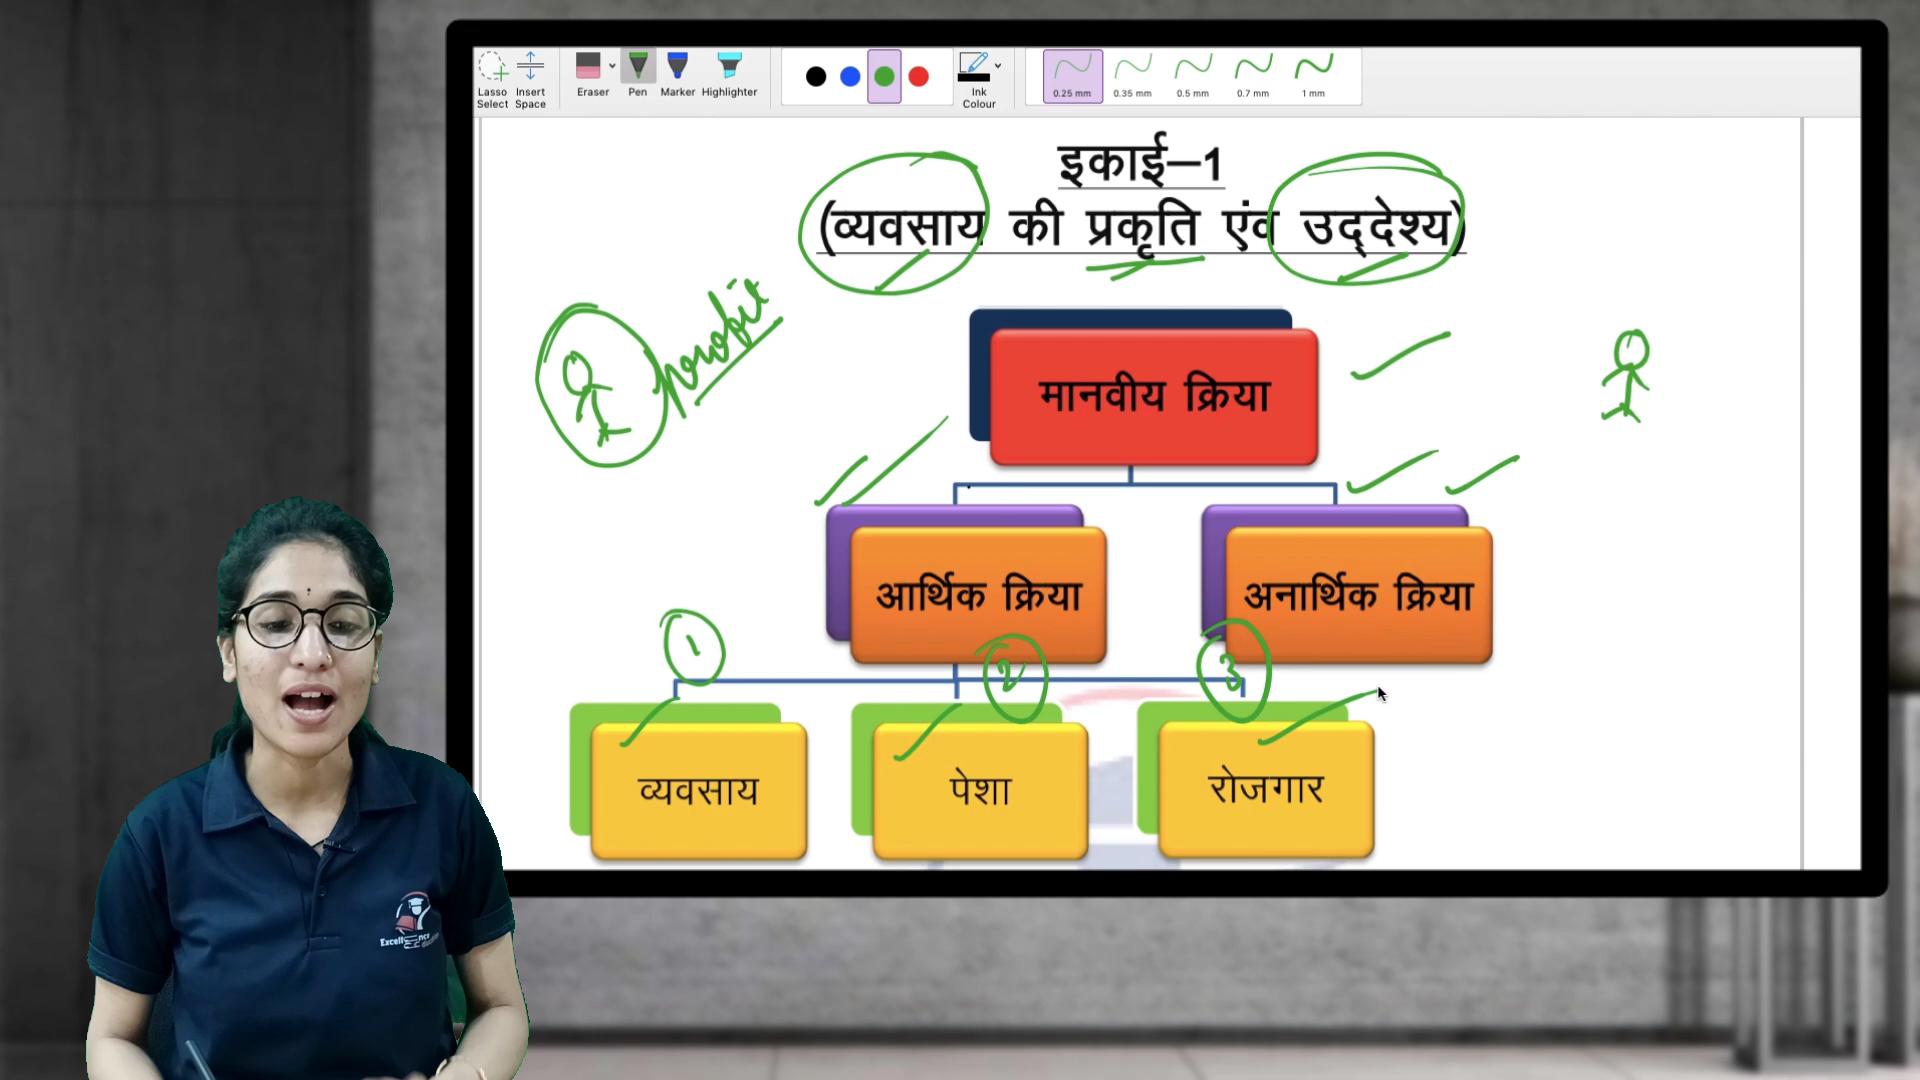 Lasso Select
Insert Space
Eraser
Pen
Marker
Highlighter
Ink Colour
0.25 mm
0.35 mm
0.5 mm
0.7 mm
1 mm
इकाई–1
(व्यवसाय की प्रकृति एंव उद्देश्य)
profit
मानवीय क्रिया
आर्थिक क्रिया
अनार्थिक क्रिया
1
2
3
व्यवसाय
पेशा
रोजगार